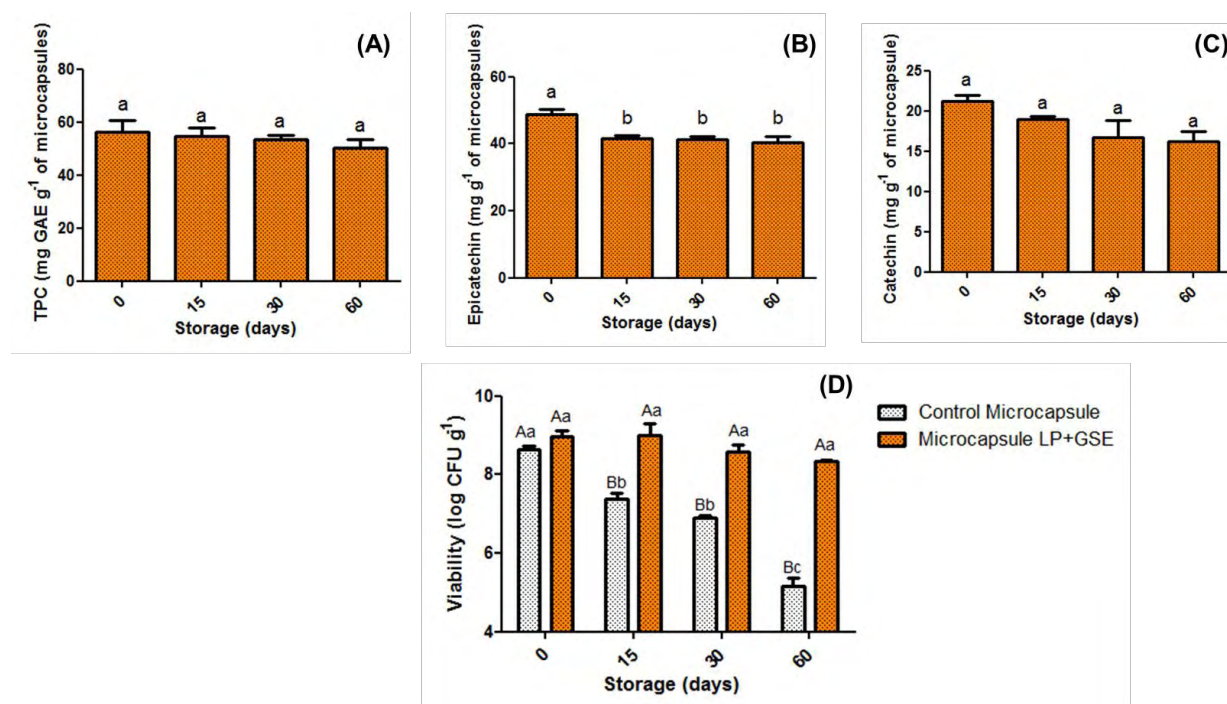 (A)
TPC (mg GAE g⁻¹ of microcapsules)
80
60
40
20
0
a a a a
0 15 30 60
Storage (days)
(B)
Epicatechin (mg g⁻¹ of microcapsules)
60
40
20
0
a b b b
0 15 30 60
Storage (days)
(C)
Catechin (mg g⁻¹ of microcapsule)
25
20
15
10
5
0
a a a a
0 15 30 60
Storage (days)
(D)
Viability (log CFU g⁻¹)
10
8
6
4
Aa Aa Bb Aa Bb Aa Bc Aa
0 15 30 60
Storage (days)
Control Microcapsule
Microcapsule LP+GSE